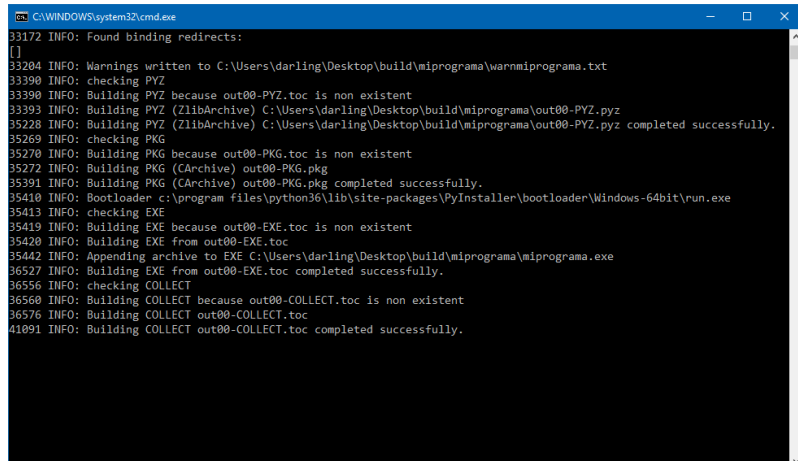 C:\WINDOWS\system32\cmd.exe
33172 INFO: Found binding redirects:
[]
33204 INFO: Warnings written to C:\Users\darling\Desktop\build\miprograma\warnmiprograma.txt
33390 INFO: checking PYZ
33390 INFO: Building PYZ because out00-PYZ.toc is non existent
33393 INFO: Building PYZ (ZlibArchive) C:\Users\darling\Desktop\build\miprograma\out00-PYZ.pyz
35228 INFO: Building PYZ (ZlibArchive) C:\Users\darling\Desktop\build\miprograma\out00-PYZ.pyz completed successfully.
35269 INFO: checking PKG
35270 INFO: Building PKG because out00-PKG.toc is non existent
35272 INFO: Building PKG (CArchive) out00-PKG.pkg
35391 INFO: Building PKG (CArchive) out00-PKG.pkg completed successfully.
35410 INFO: Bootloader c:\program files\python36\lib\site-packages\PyInstaller\bootloader\Windows-64bit\run.exe
35413 INFO: checking EXE
35419 INFO: Building EXE because out00-EXE.toc is non existent
35420 INFO: Building EXE from out00-EXE.toc
35442 INFO: Appending archive to EXE C:\Users\darling\Desktop\build\miprograma\miprograma.exe
36527 INFO: Building EXE from out00-EXE.toc completed successfully.
36556 INFO: checking COLLECT
36560 INFO: Building COLLECT because out00-COLLECT.toc is non existent
36576 INFO: Building COLLECT out00-COLLECT.toc
41091 INFO: Building COLLECT out00-COLLECT.toc completed successfully.